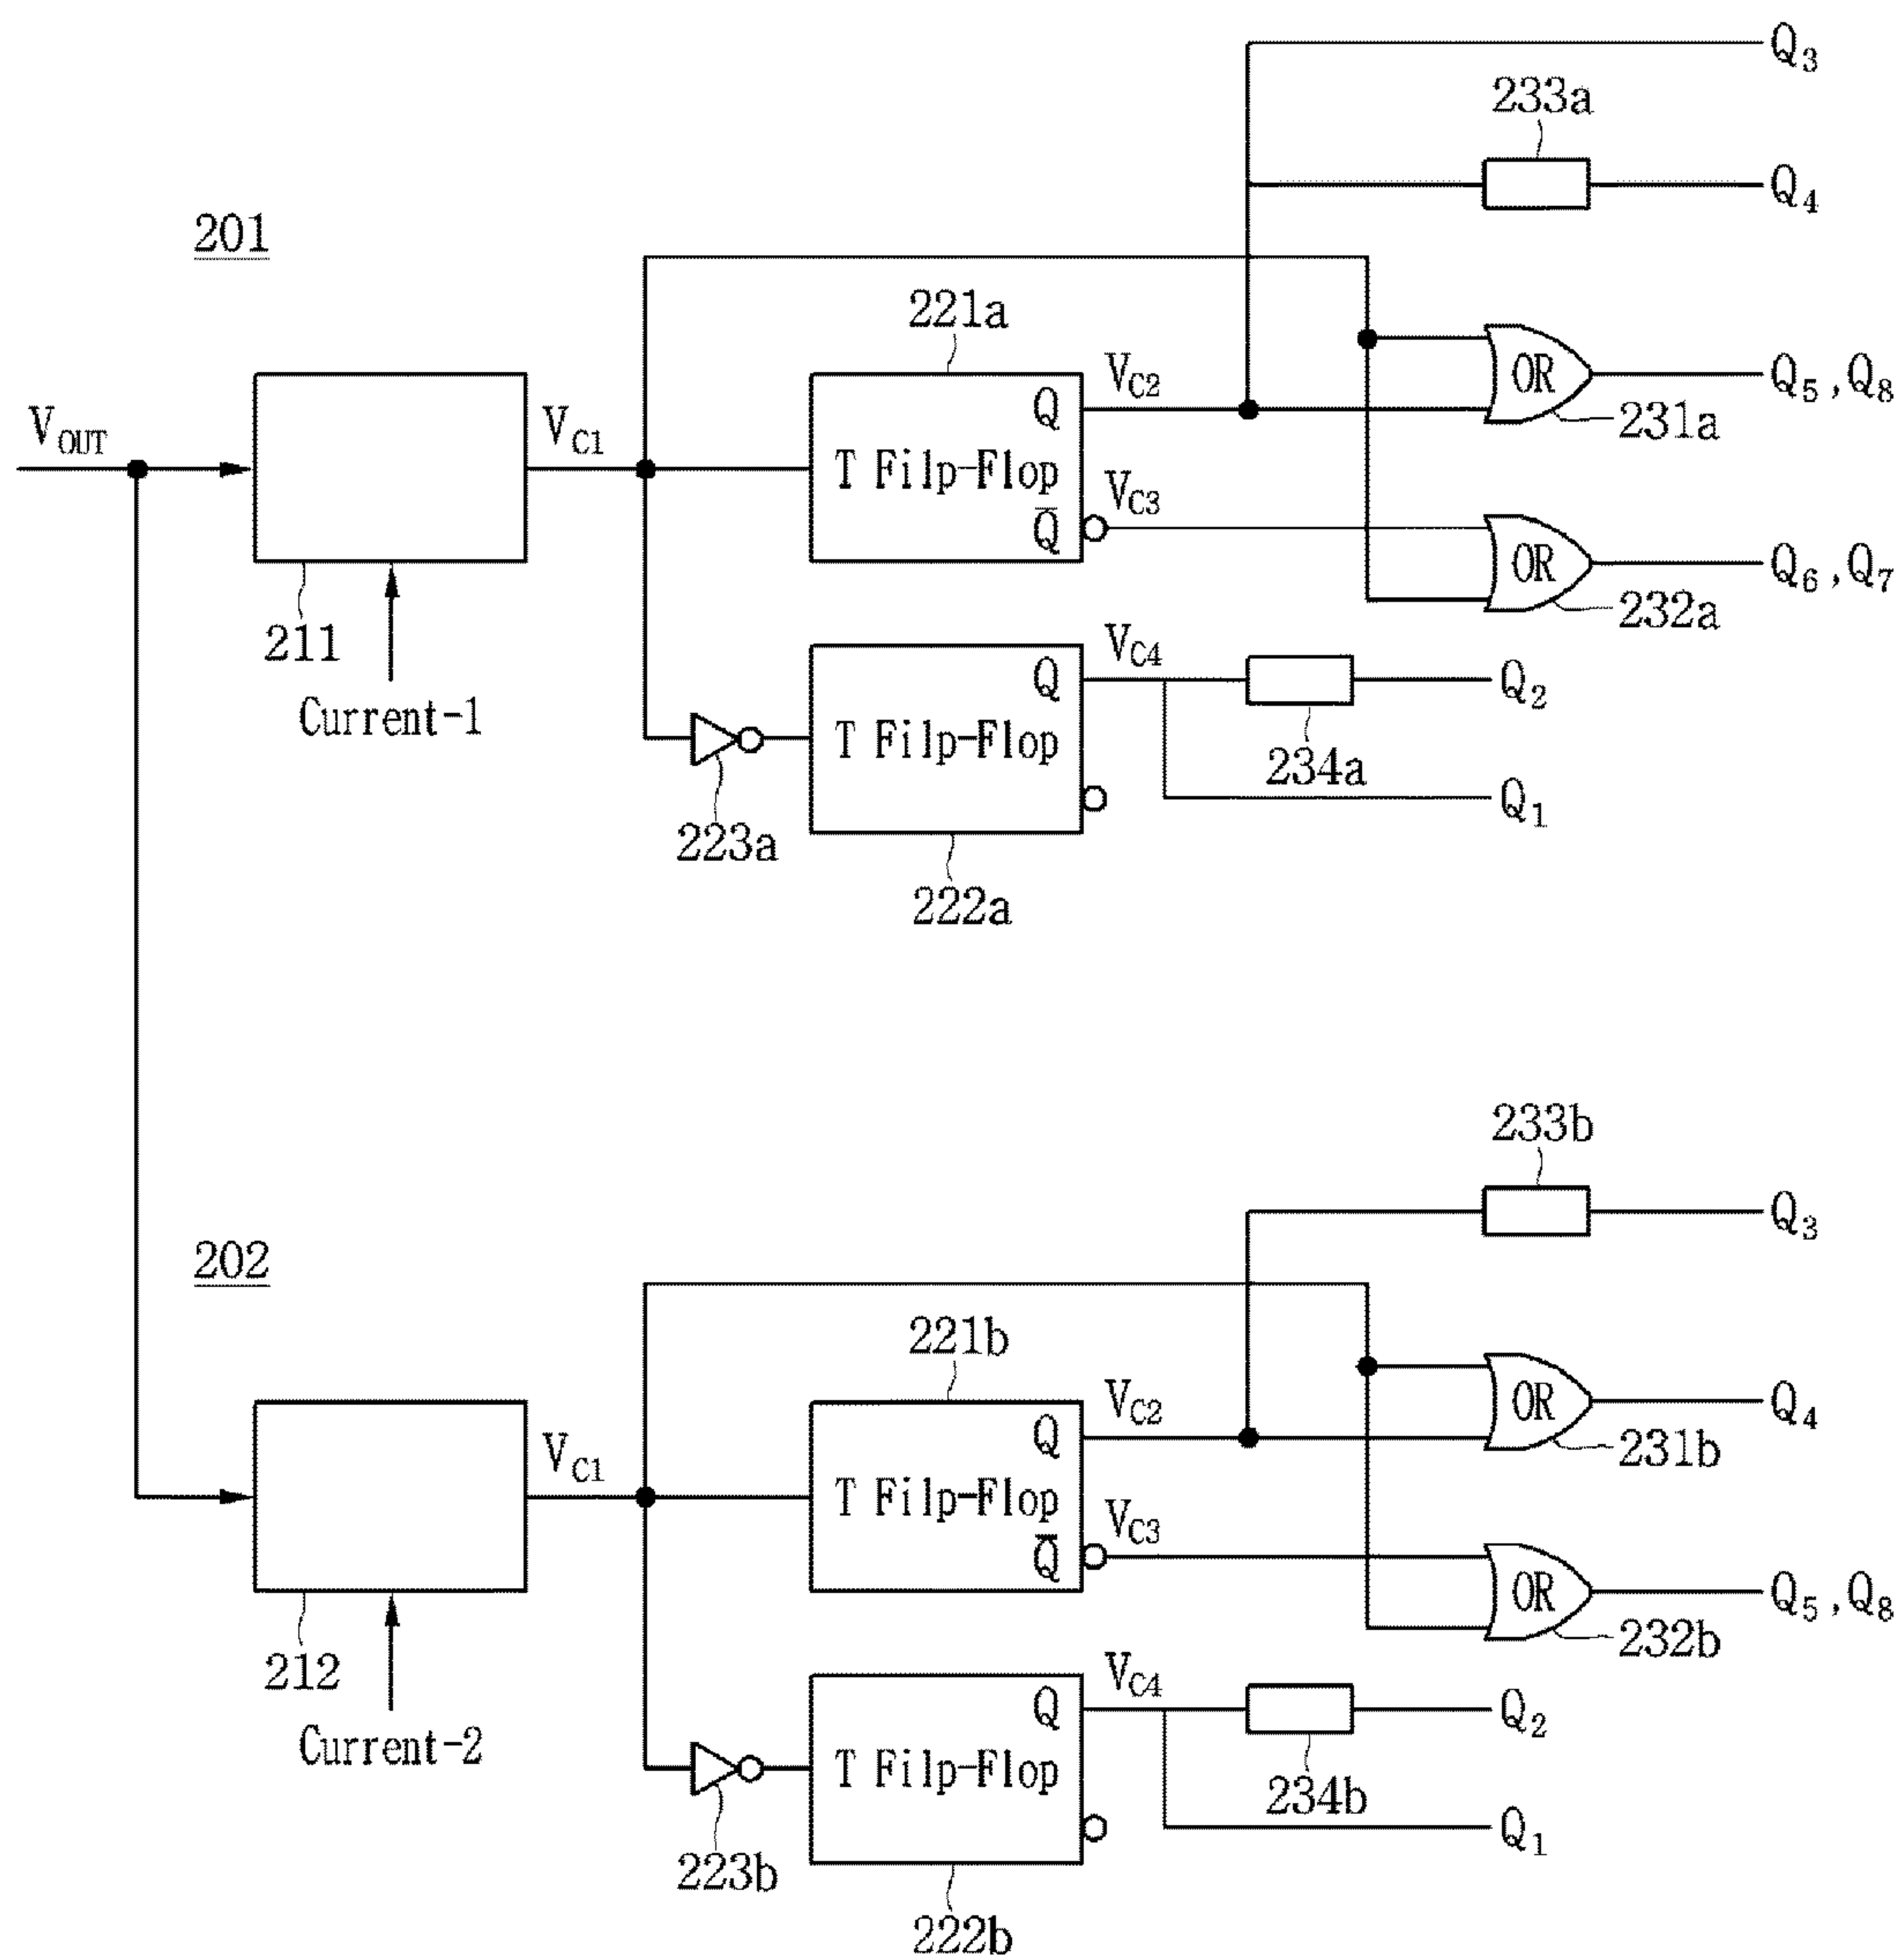 Q3
233a
Q4
201
221a
VOUT
VC1
Q
VC2
OR
Q5 ,Q8
231a
T Filp-Flop
Q̅
VC3
OR
Q6 ,Q7
232a
211
Current-1
Q
VC4
Q2
T Filp-Flop
234a
Q1
223a
222a
233b
Q3
202
221b
VC1
Q
VC2
OR
Q4
231b
T Filp-Flop
Q̅
VC3
OR
Q5 ,Q8
232b
212
Current-2
Q
VC4
Q2
T Filp-Flop
234b
Q1
223b
222b